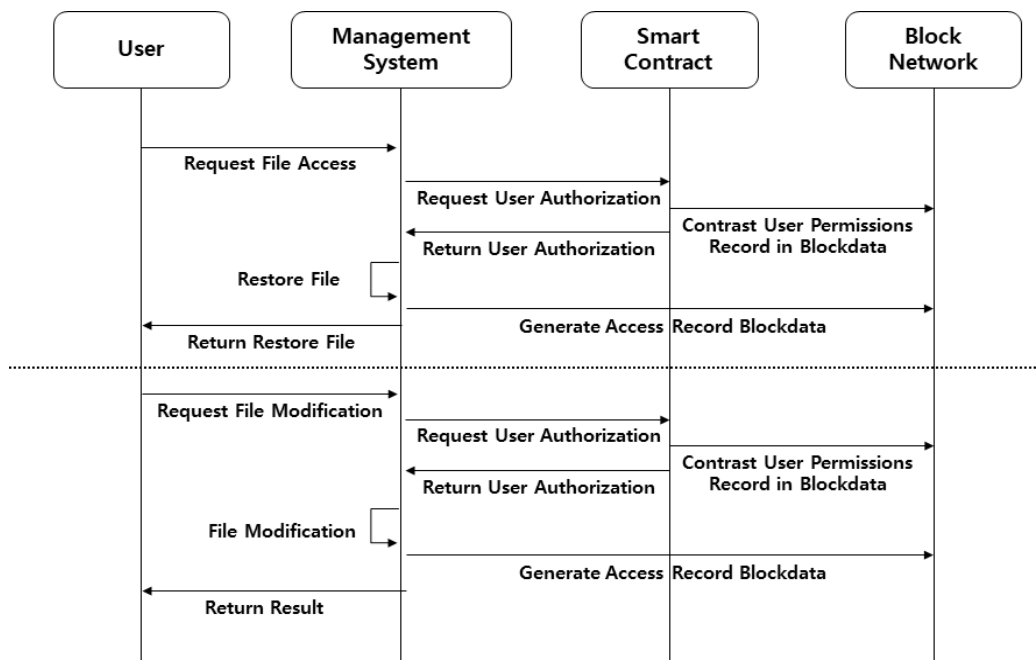 User
Management
System
Smart
Contract
Block
Network
Request File Access
Request User Authorization
Contrast User Permissions
Record in Blockdata
Return User Authorization
Restore File
Generate Access Record Blockdata
Return Restore File
Request File Modification
Request User Authorization
Contrast User Permissions
Record in Blockdata
Return User Authorization
File Modification
Generate Access Record Blockdata
Return Result